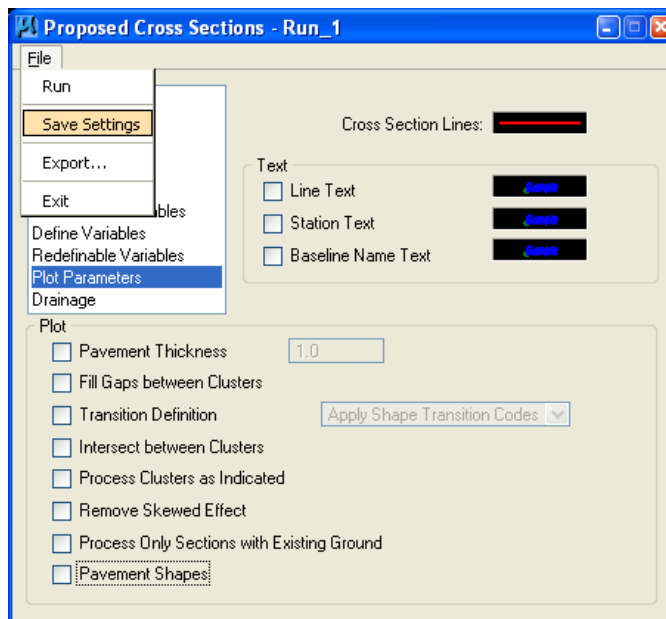 Proposed Cross Sections - Run_1
File
Run
Save Settings
Export...
Exit
bles
Define Variables
Redefinable Variables
Plot Parameters
Drainage
Cross Section Lines:
Text
Line Text
Station Text
Baseline Name Text
Plot
Pavement Thickness 1.0
Fill Gaps between Clusters
Transition Definition Apply Shape Transition Codes
Intersect between Clusters
Process Clusters as Indicated
Remove Skewed Effect
Process Only Sections with Existing Ground
Pavement Shapes